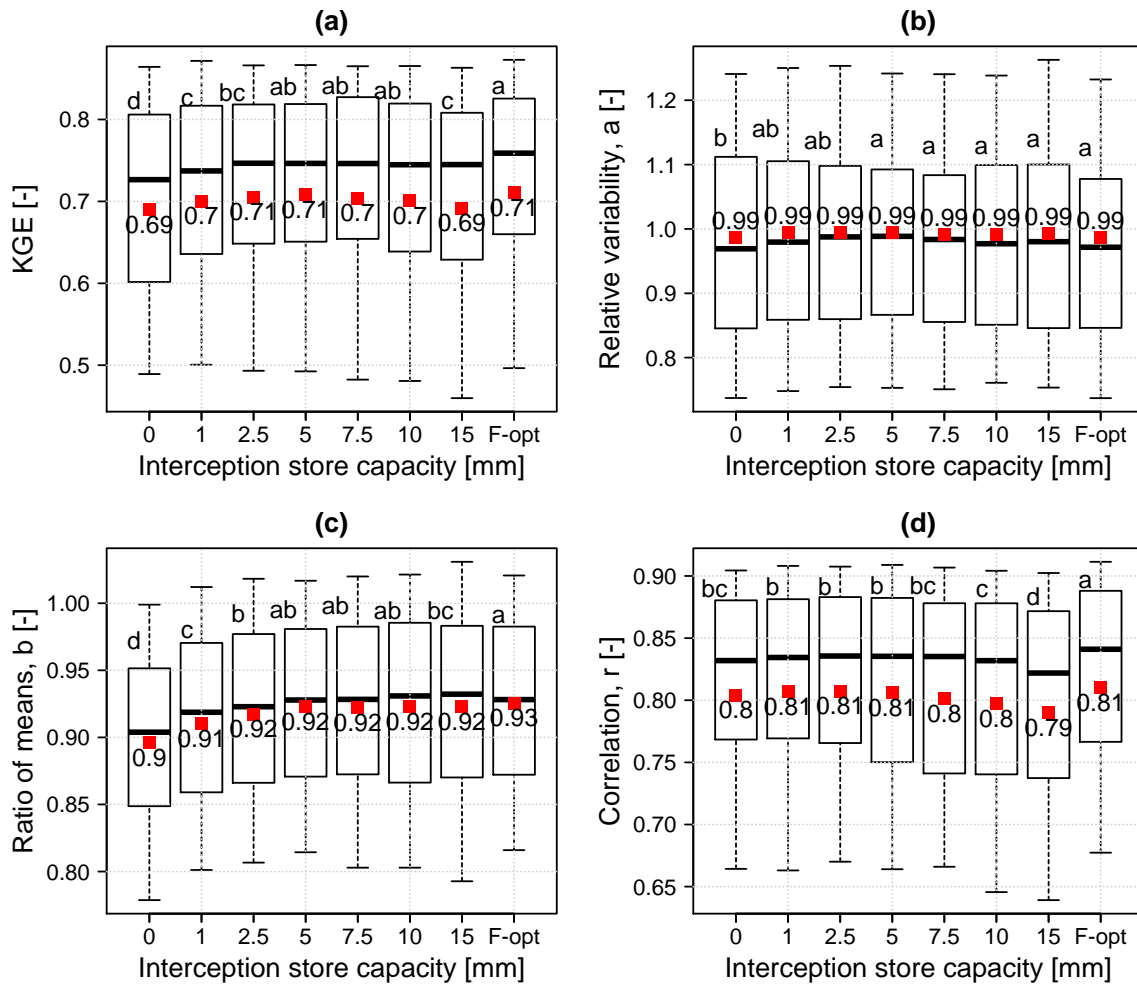 (a)
KGE [-]
0.8
0.7
0.6
0.5
d c bc ab ab ab c a
0.69 0.7 0.71 0.71 0.7 0.7 0.69 0.71
0 1 2.5 5 7.5 10 15 F-opt
Interception store capacity [mm]
(b)
Relative variability, a [-]
1.2
1.1
1.0
0.9
0.8
b ab ab a a a a a
0.99 0.99 0.99 0.99 0.99 0.99 0.99 0.99
0 1 2.5 5 7.5 10 15 F-opt
Interception store capacity [mm]
(c)
Ratio of means, b [-]
1.00
0.95
0.90
0.85
0.80
d c b ab ab ab bc a
0.9 0.91 0.92 0.92 0.92 0.92 0.92 0.93
0 1 2.5 5 7.5 10 15 F-opt
Interception store capacity [mm]
(d)
Correlation, r [-]
0.90
0.85
0.80
0.75
0.70
0.65
bc b b b bc c d a
0.8 0.81 0.81 0.81 0.8 0.8 0.79 0.81
0 1 2.5 5 7.5 10 15 F-opt
Interception store capacity [mm]